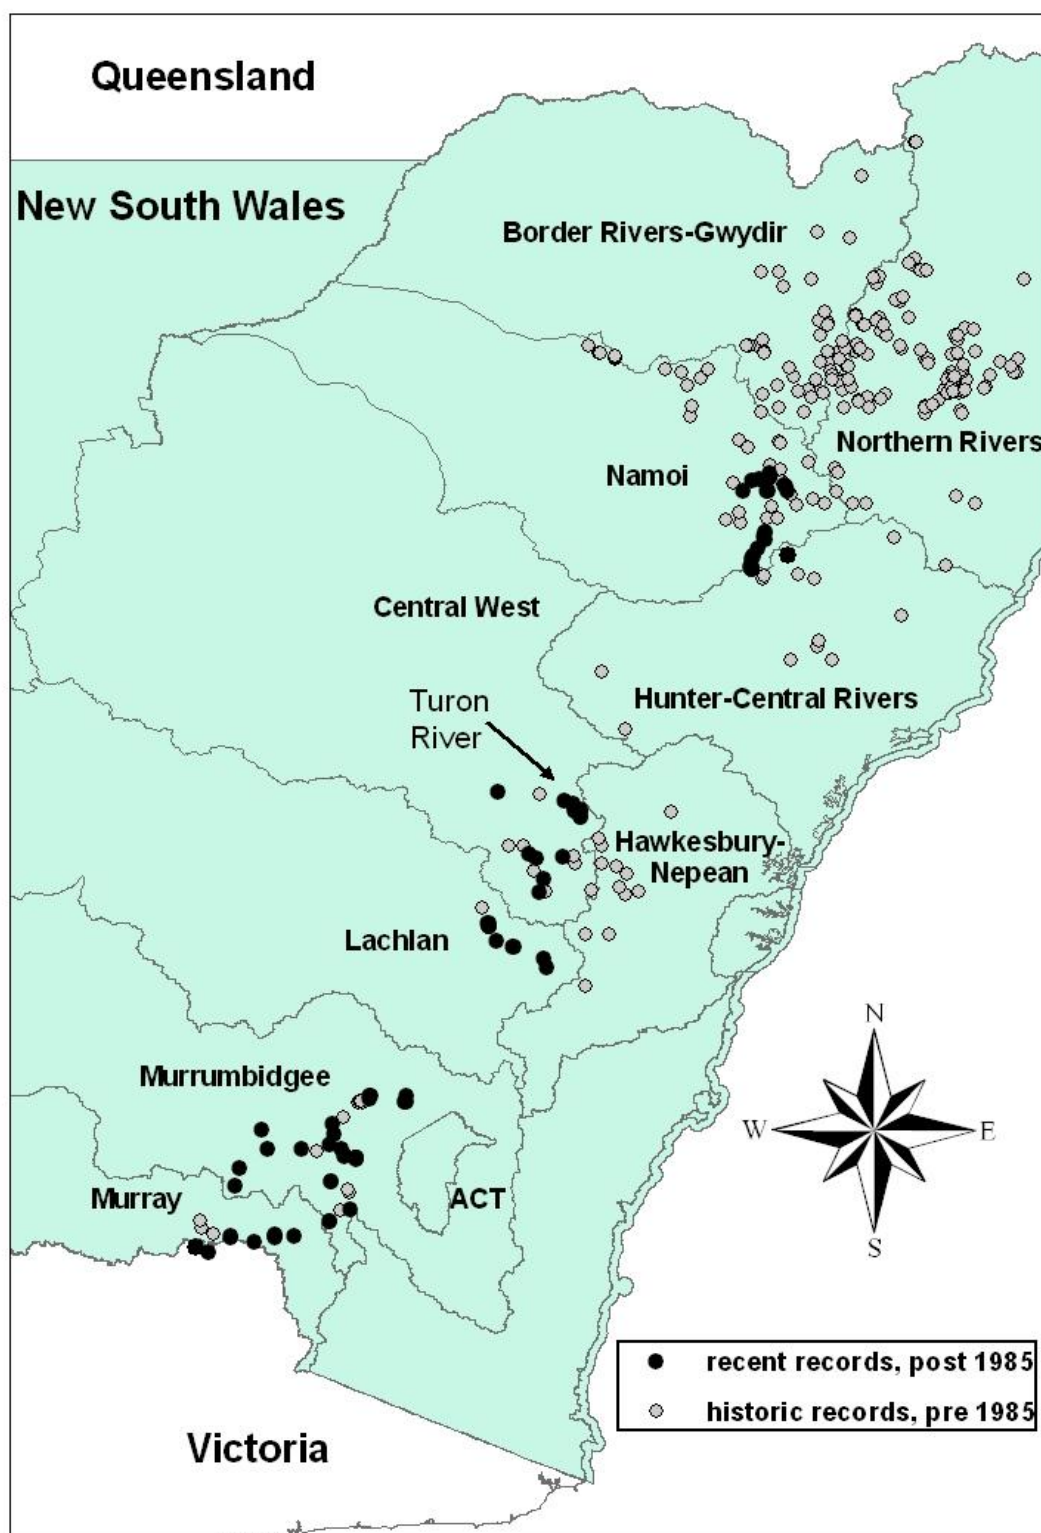 Queensland
New South Wales
Border Rivers-Gwydir
Northern Rivers
Namoi
Central West
Hunter-Central Rivers
Turon
River
Hawkesbury-
Nepean
Lachlan
Murrumbidgee
Murray
ACT
N
W
E
S
recent records, post 1985
historic records, pre 1985
Victoria